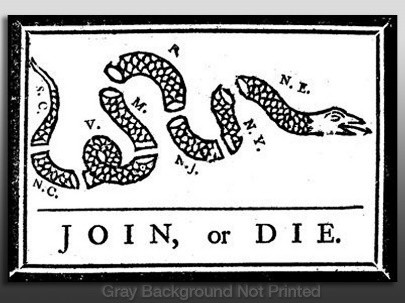 S. C.
N.C.
V.
M.
P.
N.J.
N.Y.
N.E.
JOIN, or DIE.
Gray Background Not Printed